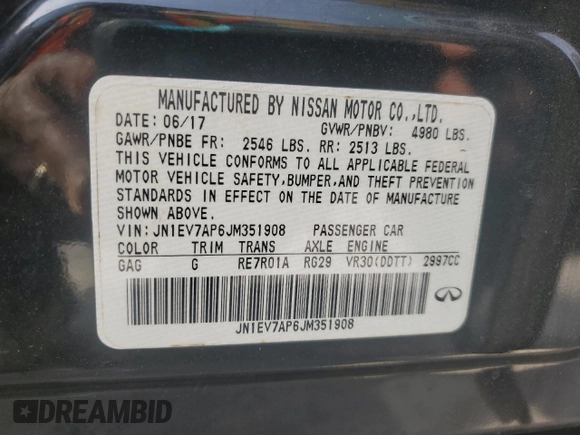 MANUFACTURED BY NISSAN MOTOR CO.,LTD.
DATE: 06/17 GVWR/PNBV: 4980 LBS.
GAWR/PNBE FR: 2546 LBS. RR: 2513 LBS. -
THIS VEHICLE CONFORMS TO ALL APPLICABLE FEDERAL
MOTOR VEHICLE SAFETY,BUMPER,AND THEFT PREVENTION
STANDARDS IN EFFECT ON THE DATE OF MANUFACTURE
SHOWN ABOVE.
VIN:JN1EV7AP6JM351908 PASSENGER CAR
COLOR TRIM TRANS AXLE ENGINE
GAG G RE7R01A RG29 VR30(DDTT) 2997CC
JN1EV7AP6JM351908
DREAMBID